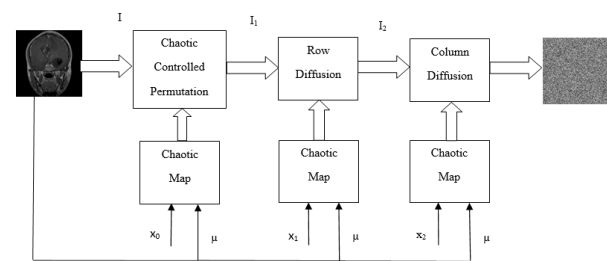 I
I1
I2
Chaotic
Controlled
Permutation
Row
Diffusion
Column
Diffusion
Chaotic
Map
Chaotic
Map
Chaotic
Map
x0
μ
x1
μ
x2
μ